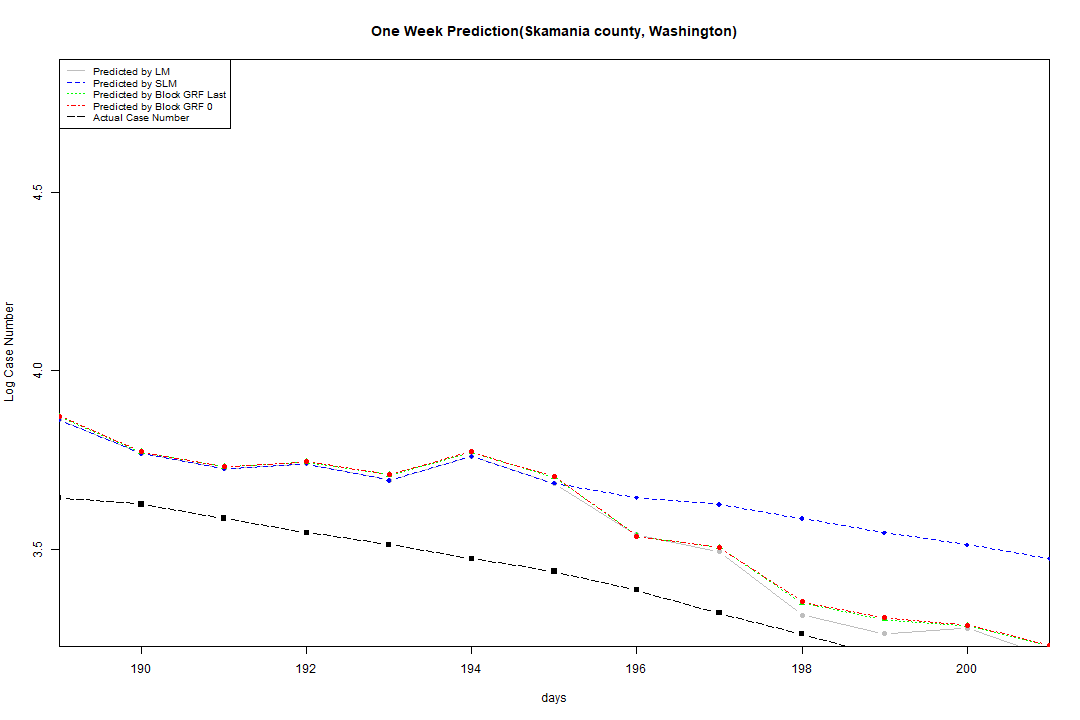 One Week Prediction(Skamania county, Washington)
Predicted by LM
Predicted by SLM
Predicted by Block GRF Last
Predicted by Block GRF 0
Actual Case Number
Log Case Number
4.5
4.0
3.5
190 192 194 196 198 200
days